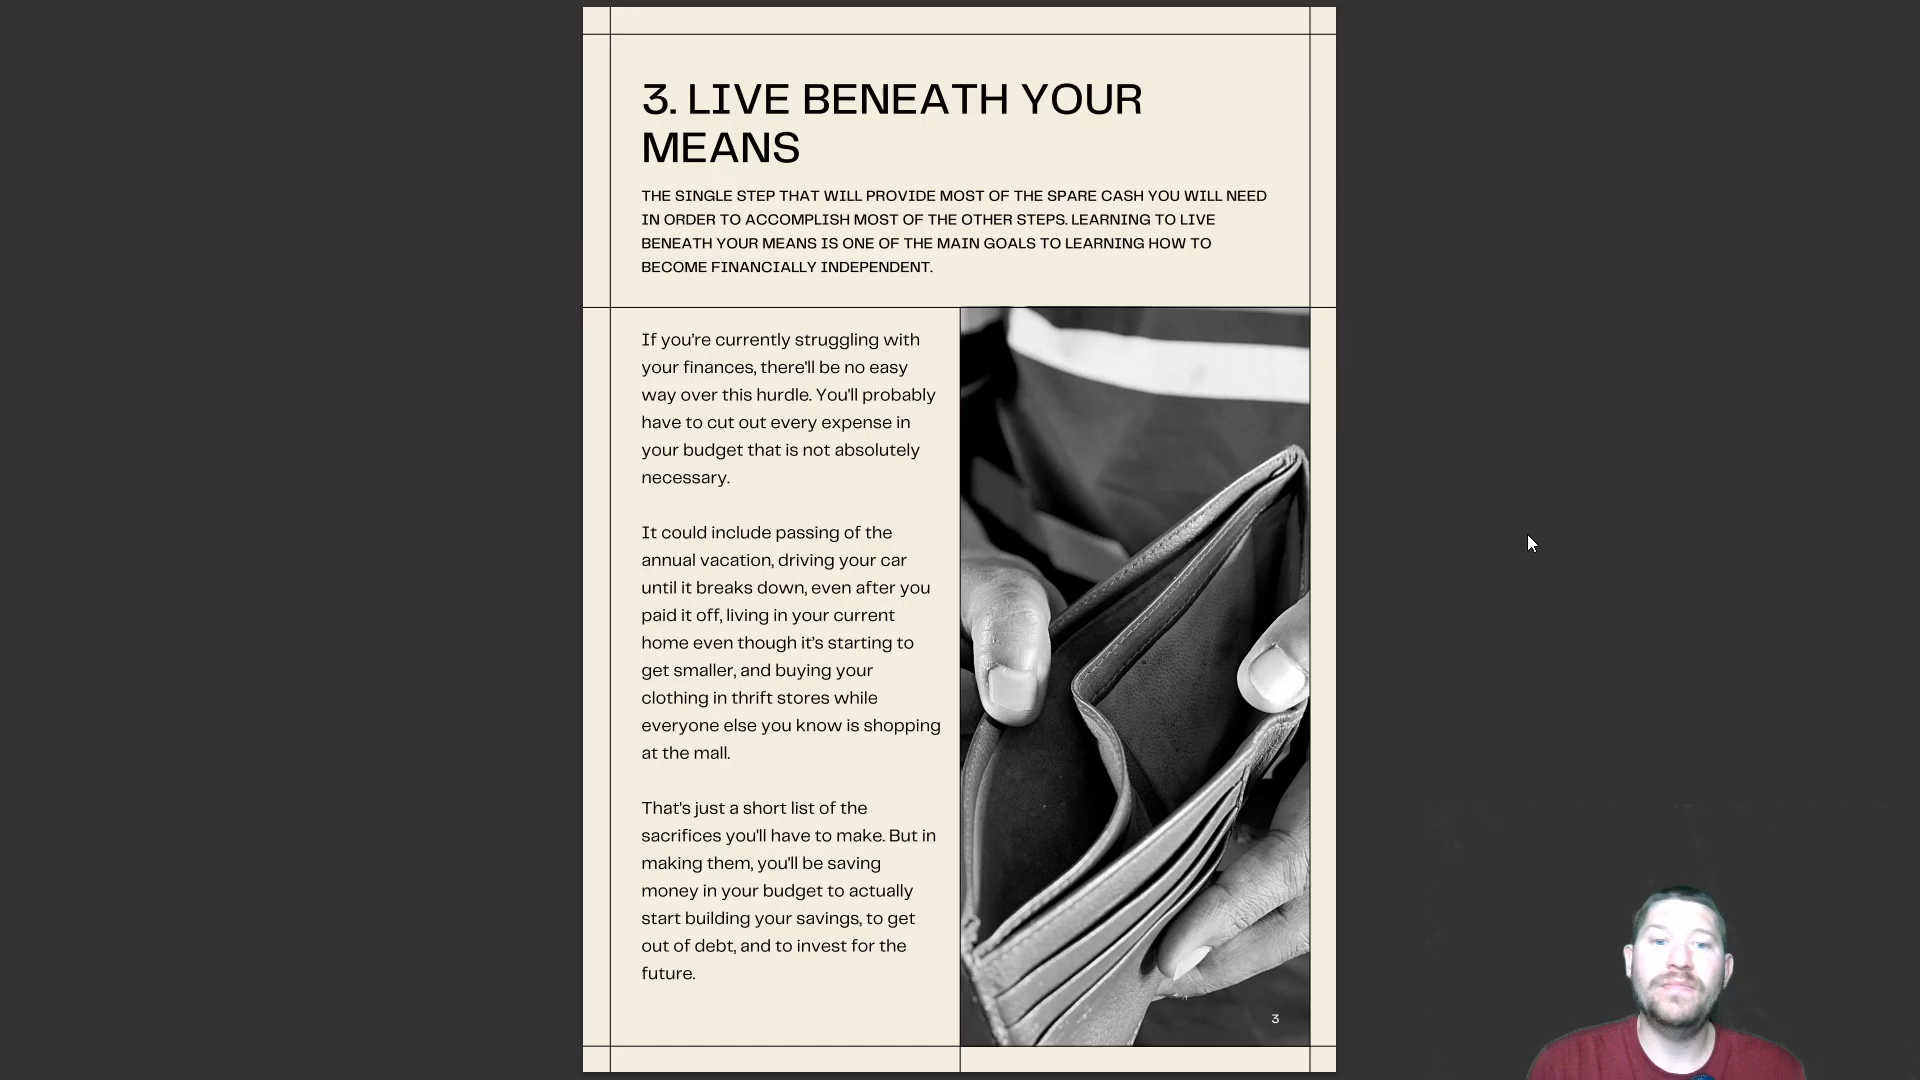 3. LIVE BENEATH YOUR
MEANS
THE SINGLE STEP THAT WILL PROVIDE MOST OF THE SPARE CASH YOU WILL NEED
IN ORDER TO ACCOMPLISH MOST OF THE OTHER STEPS. LEARNING TO LIVE
BENEATH YOUR MEANS IS ONE OF THE MAIN GOALS TO LEARNING HOW TO
BECOME FINANCIALLY INDEPENDENT.
If you're currently struggling with
your finances, there'll be no easy
way over this hurdle. You'll probably
have to cut out every expense in
your budget that is not absolutely
necessary.
It could include passing of the
annual vacation, driving your car
until it breaks down, even after you
paid it off, living in your current
home even though it's starting to
get smaller, and buying your
clothing in thrift stores while
everyone else you know is shopping
at the mall.
That's just a short list of the
sacrifices you'll have to make. But in
making them, you'll be saving
money in your budget to actually
start building your savings, to get
out of debt, and to invest for the
future.
3